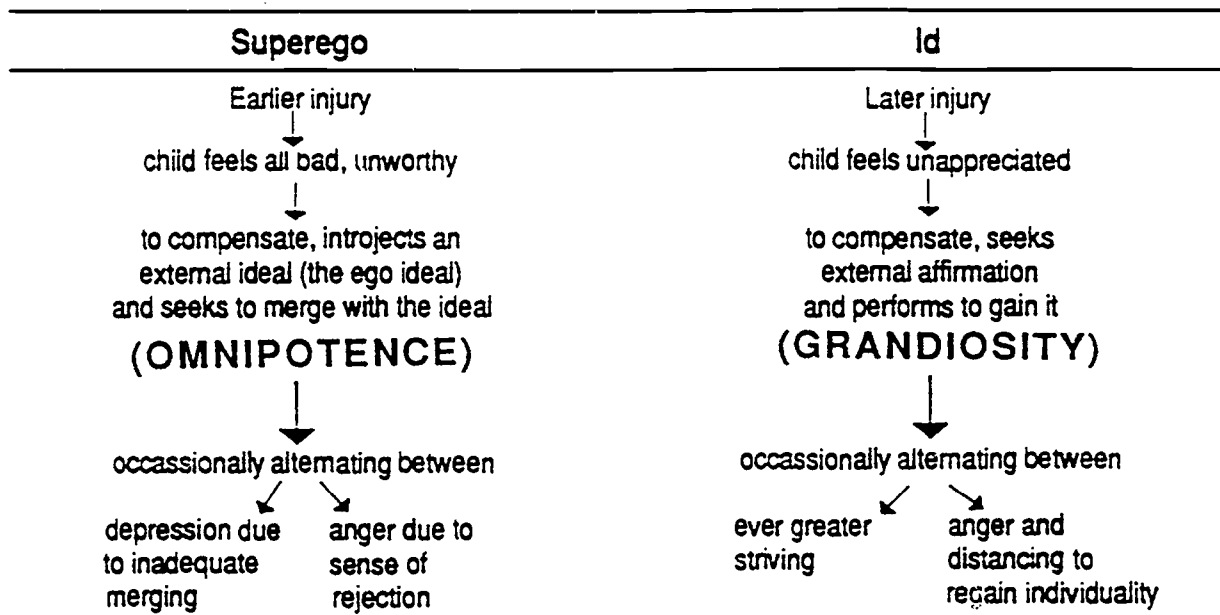 Superego
Id
Earlier injury
child feels all bad, unworthy
to compensate, introjects an
external ideal (the ego ideal)
and seeks to merge with the ideal
(OMNIPOTENCE)
occassionally alternating between
depression due
to inadequate
merging
anger due to
sense of
rejection
Later injury
child feels unappreciated
to compensate, seeks
external affirmation
and performs to gain it
(GRANDIOSITY)
occassionally alternating between
ever greater
striving
anger and
distancing to
regain individuality